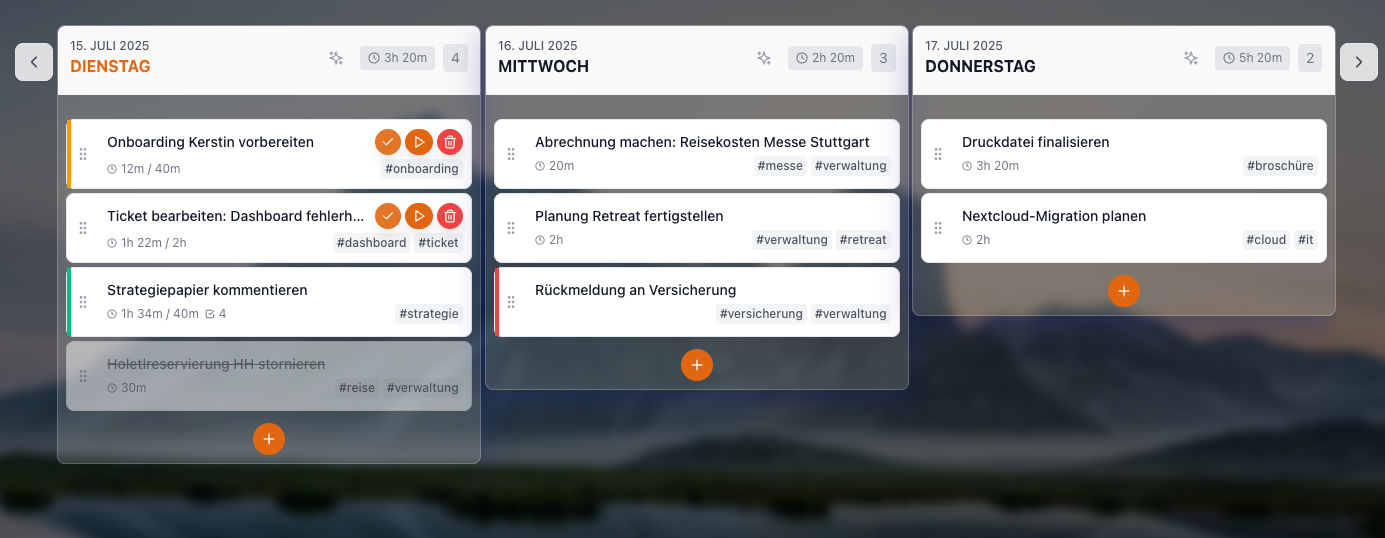 15. JULI 2025
DIENSTAG
3h 20m
4
Onboarding Kerstin vorbereiten
12m / 40m
#onboarding
Ticket bearbeiten: Dashboard fehlerh...
1h 22m / 2h
#dashboard #ticket
Strategiepapier kommentieren
1h 34m / 40m 4
#strategie
Holetlreservierung HH stornieren
30m
#reise #verwaltung
16. JULI 2025
MITTWOCH
2h 20m
3
Abrechnung machen: Reisekosten Messe Stuttgart
20m
#messe #verwaltung
Planung Retreat fertigstellen
2h
#verwaltung #retreat
Rückmeldung an Versicherung
#versicherung #verwaltung
17. JULI 2025
DONNERSTAG
5h 20m
2
Druckdatei finalisieren
3h 20m
#broschüre
Nextcloud-Migration planen
2h
#cloud #it